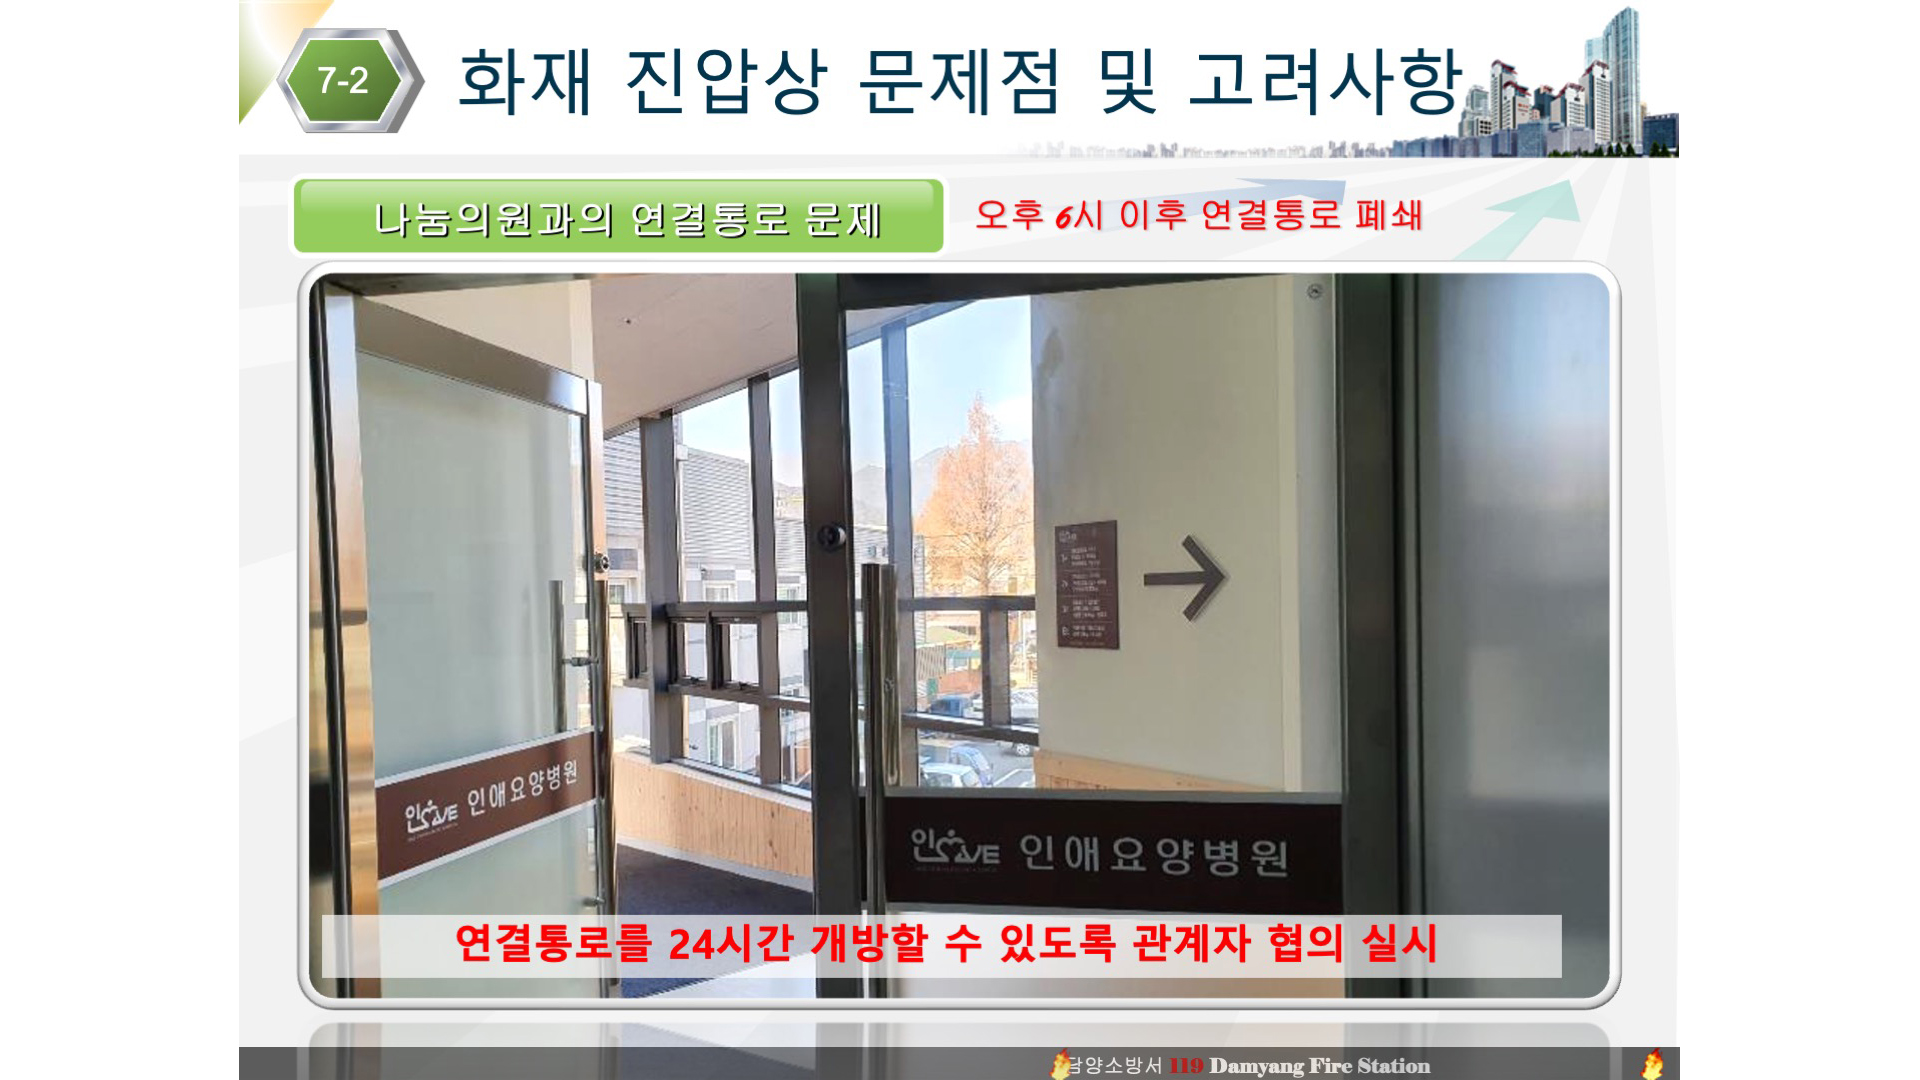 7-2
화재 진압상 문제점 및 고려사항
나눔의원과의 연결통로 문제
오후 6시 이후 연결통로 폐쇄
인애요양병원
인애요양병원
연결통로를 24시간 개방할 수 있도록 관계자 협의 실시
담양소방서 119 Damyang Fire Station